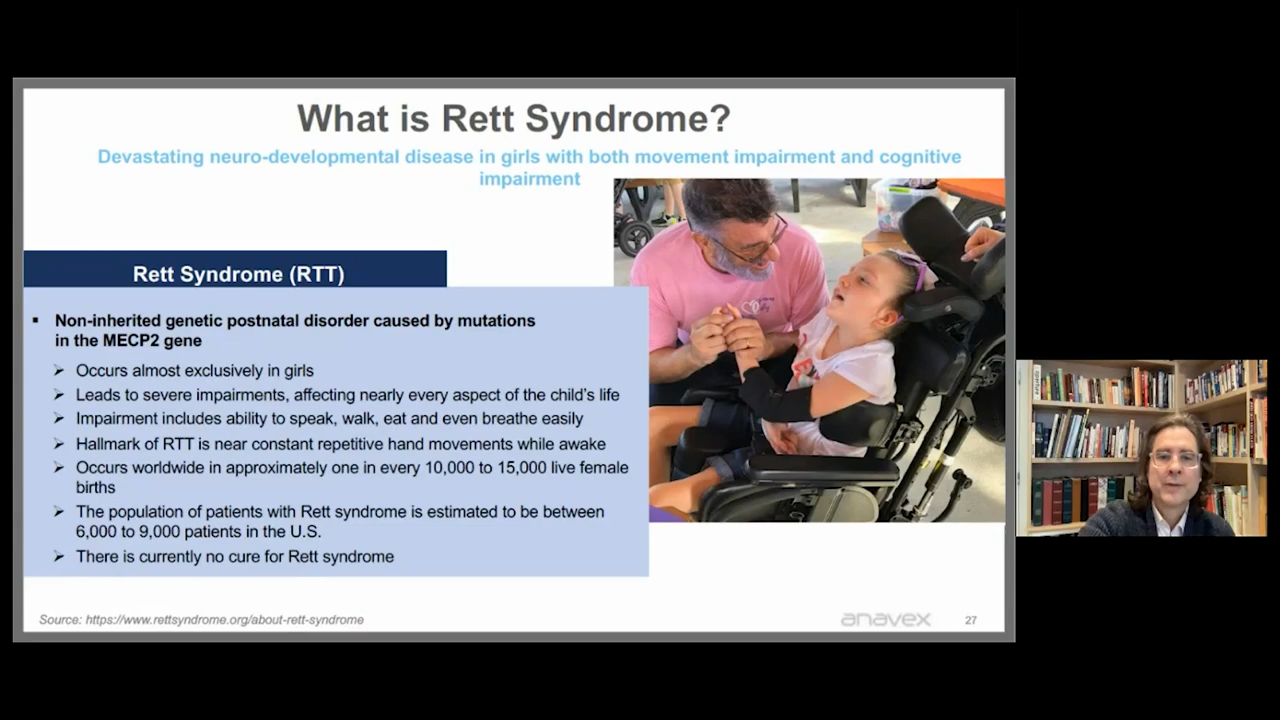 What is Rett Syndrome?
Devastating neuro-developmental disease in girls with both movement impairment and cognitive
impairment
Rett Syndrome (RTT)
▪ Non-inherited genetic postnatal disorder caused by mutations
in the MECP2 gene
➢ Occurs almost exclusively in girls
➢ Leads to severe impairments, affecting nearly every aspect of the child's life
➢ Impairment includes ability to speak, walk, eat and even breathe easily
➢ Hallmark of RTT is near constant repetitive hand movements while awake
➢ Occurs worldwide in approximately one in every 10,000 to 15,000 live female
births
➢ The population of patients with Rett syndrome is estimated to be between
6,000 to 9,000 patients in the U.S.
➢ There is currently no cure for Rett syndrome
Source: https://www.rettsyndrome.org/about-rett-syndrome
anavex
27